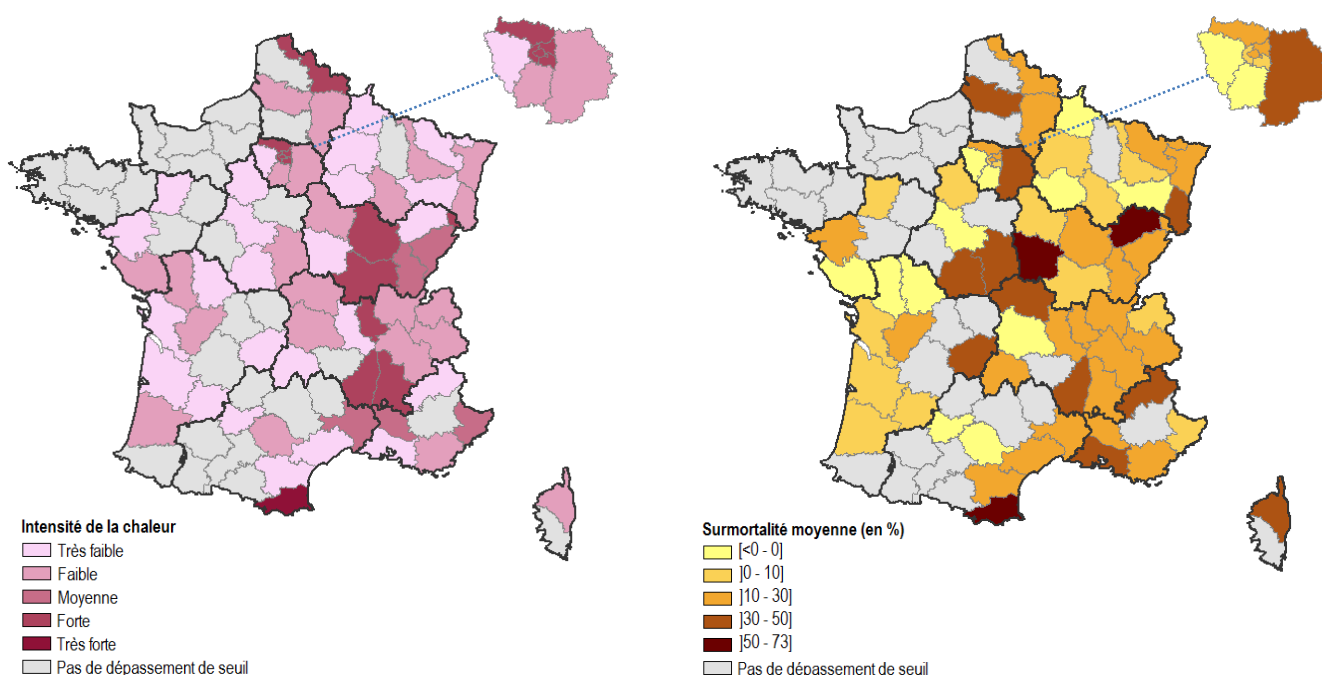 Intensité de la chaleur
Très faible
Faible
Moyenne
Forte
Très forte
Pas de dépassement de seuil
Surmortalité moyenne (en %)
[<0 - 0]
]0 - 10]
]10 - 30]
]30 - 50]
]50 - 73]
Pas de dépassement de seuil